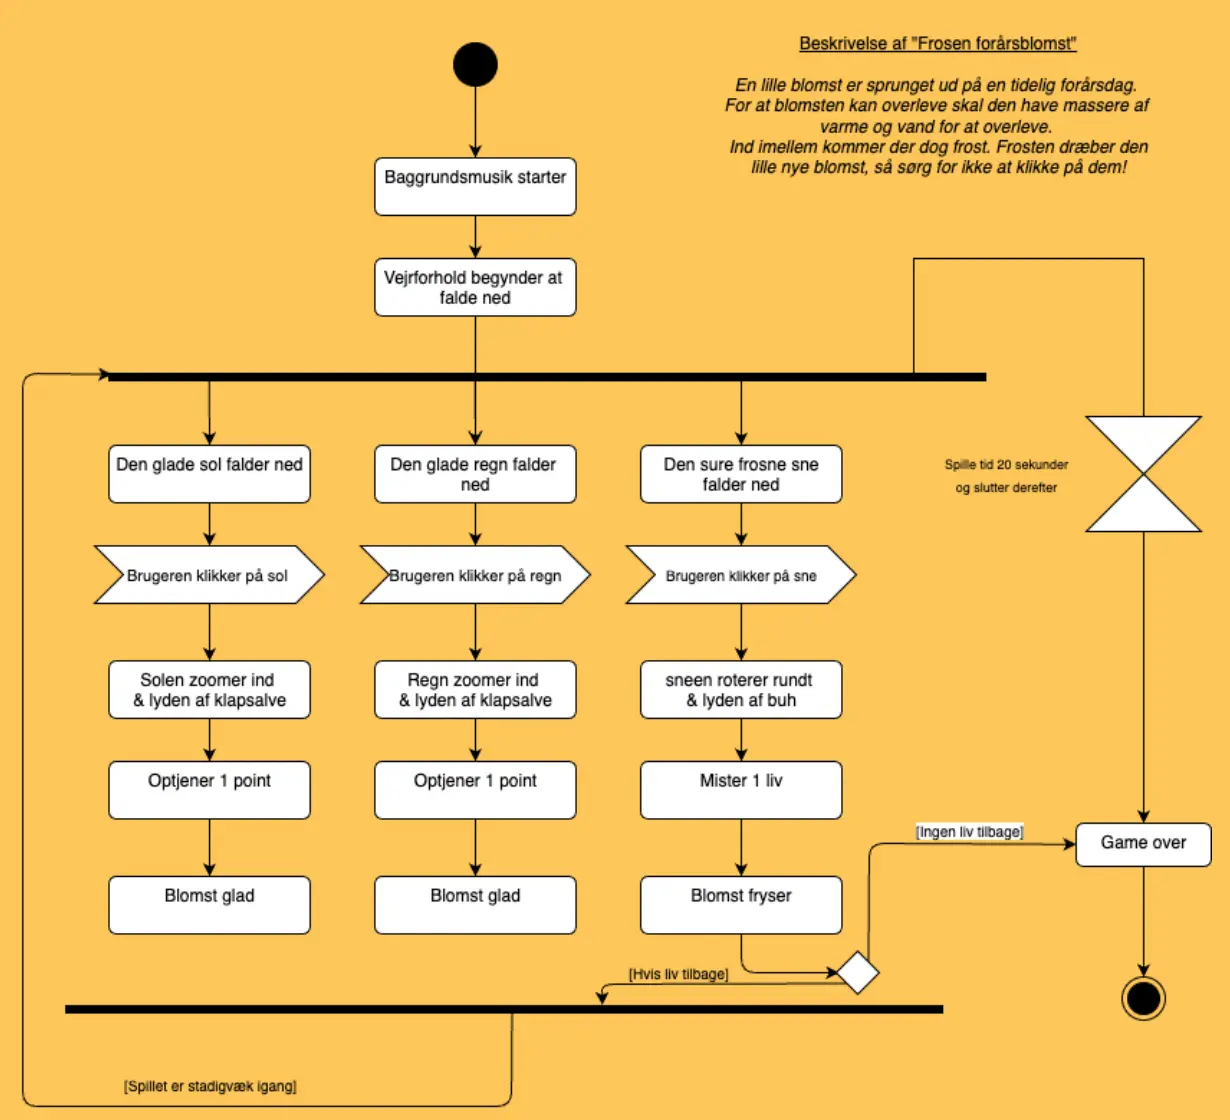 Beskrivelse af "Frosen forårsblomst"
En lille blomst er sprunget ud på en tidelig forårsdag.
For at blomsten kan overleve skal den have massere af
varme og vand for at overleve.
Ind imellem kommer der dog frost. Frosten dræber den
lille nye blomst, så sørg for ikke at klikke på dem!
Baggrundsmusik starter
Vejrforhold begynder at
falde ned
Den glade sol falder ned
Den glade regn falder
ned
Den sure frosne sne
falder ned
Spille tid 20 sekunder
og slutter derefter
Brugeren klikker på sol
Brugeren klikker på regn
Brugeren klikker på sne
Solen zoomer ind
& lyden af klapsalve
Regn zoomer ind
& lyden af klapsalve
sneen roterer rundt
& lyden af buh
Optjener 1 point
Optjener 1 point
Mister 1 liv
[Ingen liv tilbage]
Game over
Blomst glad
Blomst glad
Blomst fryser
[Hvis liv tilbage]
[Spillet er stadigvæk igang]